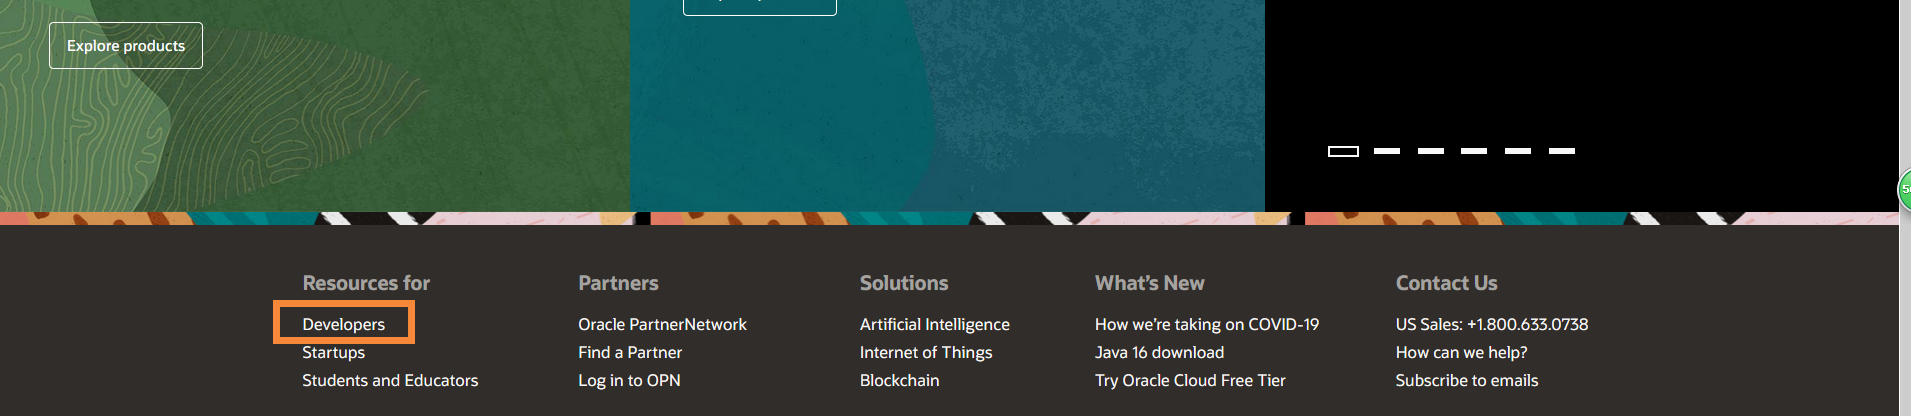 Explore products
Resources for
Developers
Startups
Students and Educators
Partners
Oracle PartnerNetwork
Find a Partner
Log in to OPN
Solutions
Artificial Intelligence
Internet of Things
Blockchain
What's New
How we're taking on COVID-19
Java 16 download
Try Oracle Cloud Free Tier
Contact Us
US Sales: +1.800.633.0738
How can we help?
Subscribe to emails